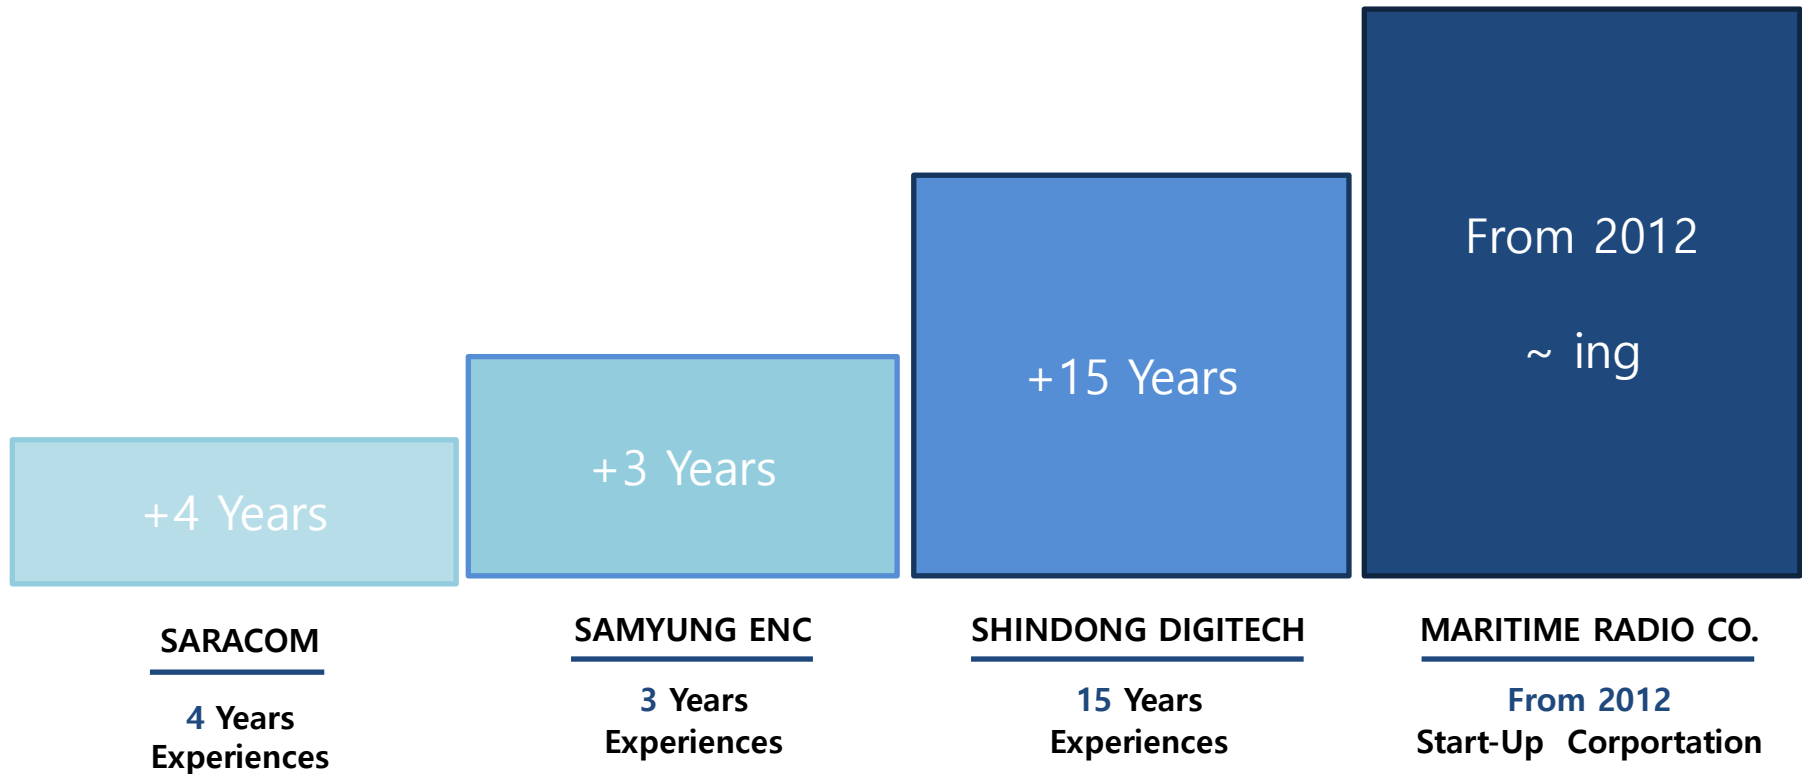 +4 Years
+3 Years
+15 Years
From 2012
~ ing
SARACOM
4 Years
Experiences
SAMYUNG ENC
3 Years
Experiences
SHINDONG DIGITECH
15 Years
Experiences
MARITIME RADIO CO.
From 2012
Start-Up Corportation